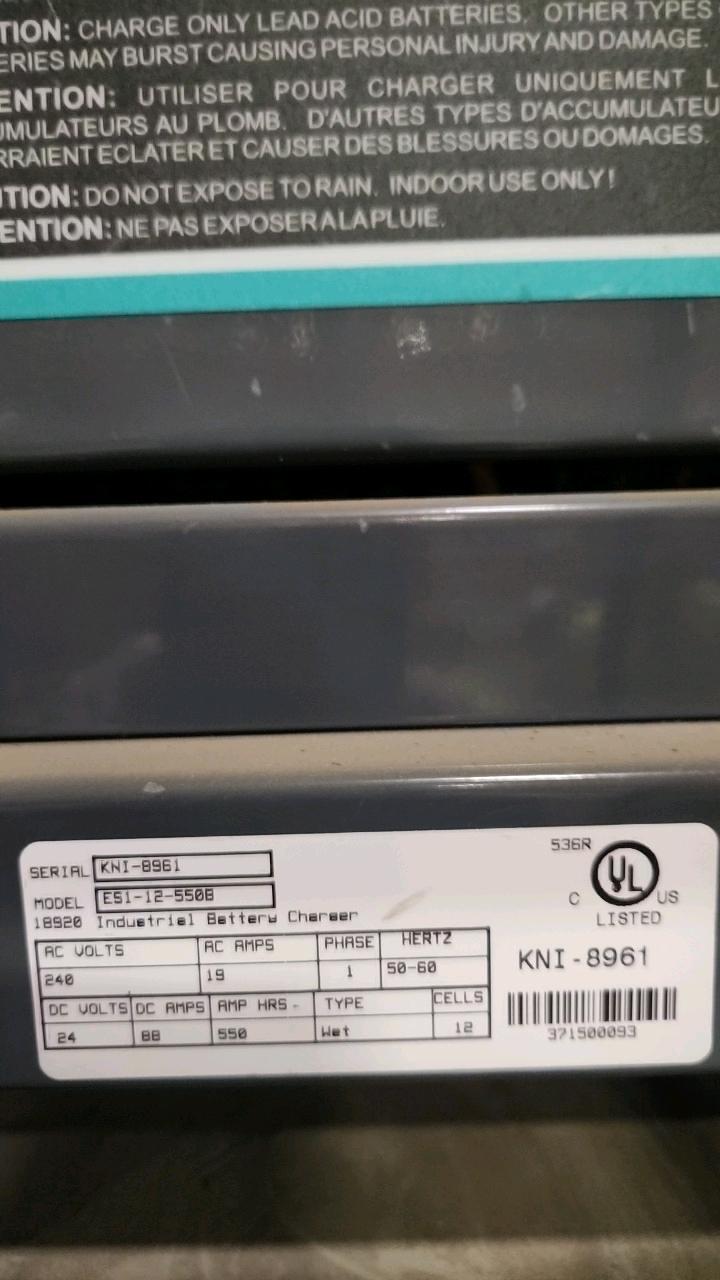 TION: CHARGE ONLY LEAD ACID BATTERIES. OTHER TYPES
ERIES MAY BURST CAUSING PERSONAL INJURY AND DAMAGE.
ENTION: UTILISER POUR CHARGER UNIQUEMENT L
UMULATEURS AU PLOMB. D'AUTRES TYPES D'ACCUMULATEU
RRAIENT ECLATER ET CAUSER DES BLESSURES OU DOMAGES.
TION: DO NOT EXPOSE TO RAIN. INDOOR USE ONLY!
ENTION: NE PAS EXPOSER A LA PLUIE.
SERIAL KNI-8961
MODEL ES1-12-550B
18920 Industrial Battery Charger
AC VOLTS AC AMPS PHASE HERTZ
240 19 1 50-60
DC VOLTS DC AMPS AMP HRS- TYPE CELLS
24 88 550 Wet 12
536R
UL
C US
LISTED
KNI-8961
371500093